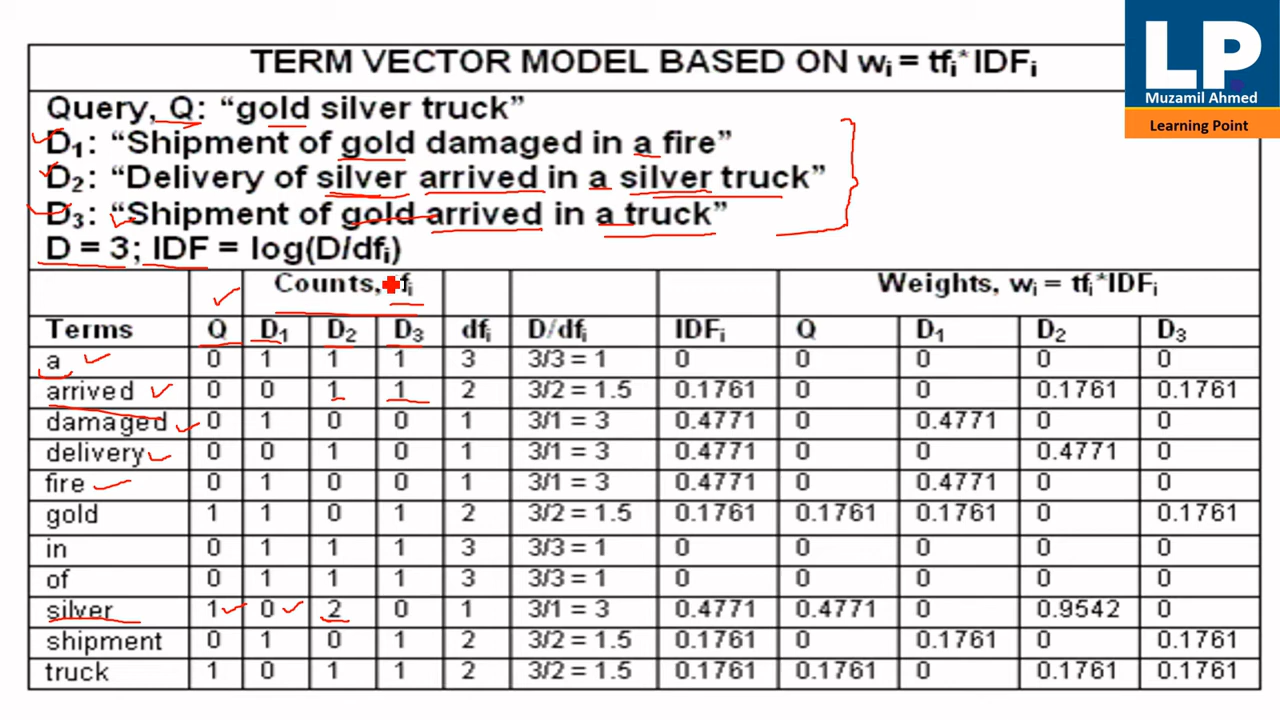 LP.
Muzamil Ahmed
Learning Point
TERM VECTOR MODEL BASED ON wᵢ = tfᵢ*IDFᵢ
Query, Q: “gold silver truck”
D₁: “Shipment of gold damaged in a fire”
D₂: “Delivery of silver arrived in a silver truck”
D₃: “Shipment of gold arrived in a truck”
D = 3; IDF = log(D/dfᵢ)
Counts, tfᵢ Weights, wᵢ = tfᵢ*IDFᵢ
Terms Q D₁ D₂ D₃ dfᵢ D/dfᵢ IDFᵢ Q D₁ D₂ D₃
a 0 1 1 1 3 3/3 = 1 0 0 0 0 0
arrived 0 0 1 1 2 3/2 = 1.5 0.1761 0 0 0.1761 0.1761
damaged 0 1 0 0 1 3/1 = 3 0.4771 0 0.4771 0 0
delivery 0 0 1 0 1 3/1 = 3 0.4771 0 0 0.4771 0
fire 0 1 0 0 1 3/1 = 3 0.4771 0 0.4771 0 0
gold 1 1 0 1 2 3/2 = 1.5 0.1761 0.1761 0.1761 0 0.1761
in 0 1 1 1 3 3/3 = 1 0 0 0 0 0
of 0 1 1 1 3 3/3 = 1 0 0 0 0 0
silver 1 0 2 0 1 3/1 = 3 0.4771 0.4771 0 0.9542 0
shipment 0 1 0 1 2 3/2 = 1.5 0.1761 0 0.1761 0 0.1761
truck 1 0 1 1 2 3/2 = 1.5 0.1761 0.1761 0 0.1761 0.1761